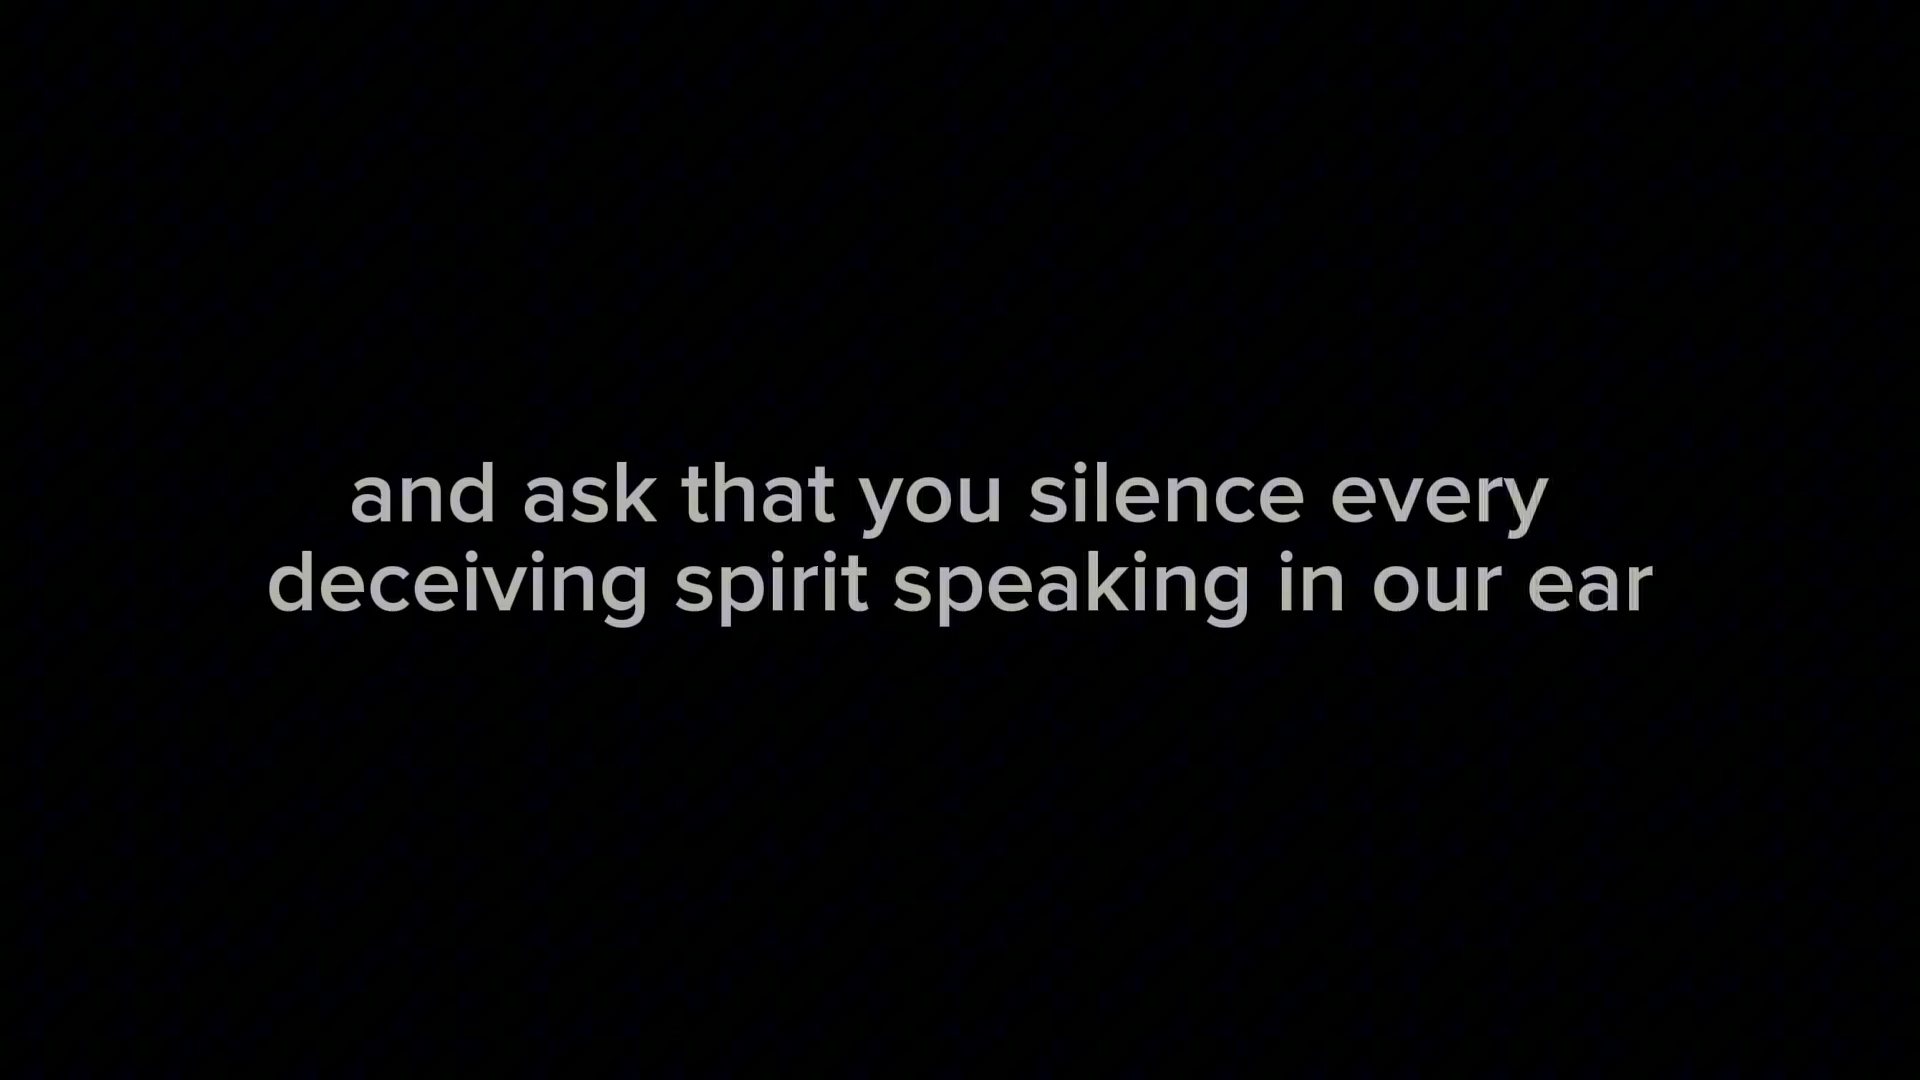 and ask that you silence every
deceiving spirit speaking in our ear